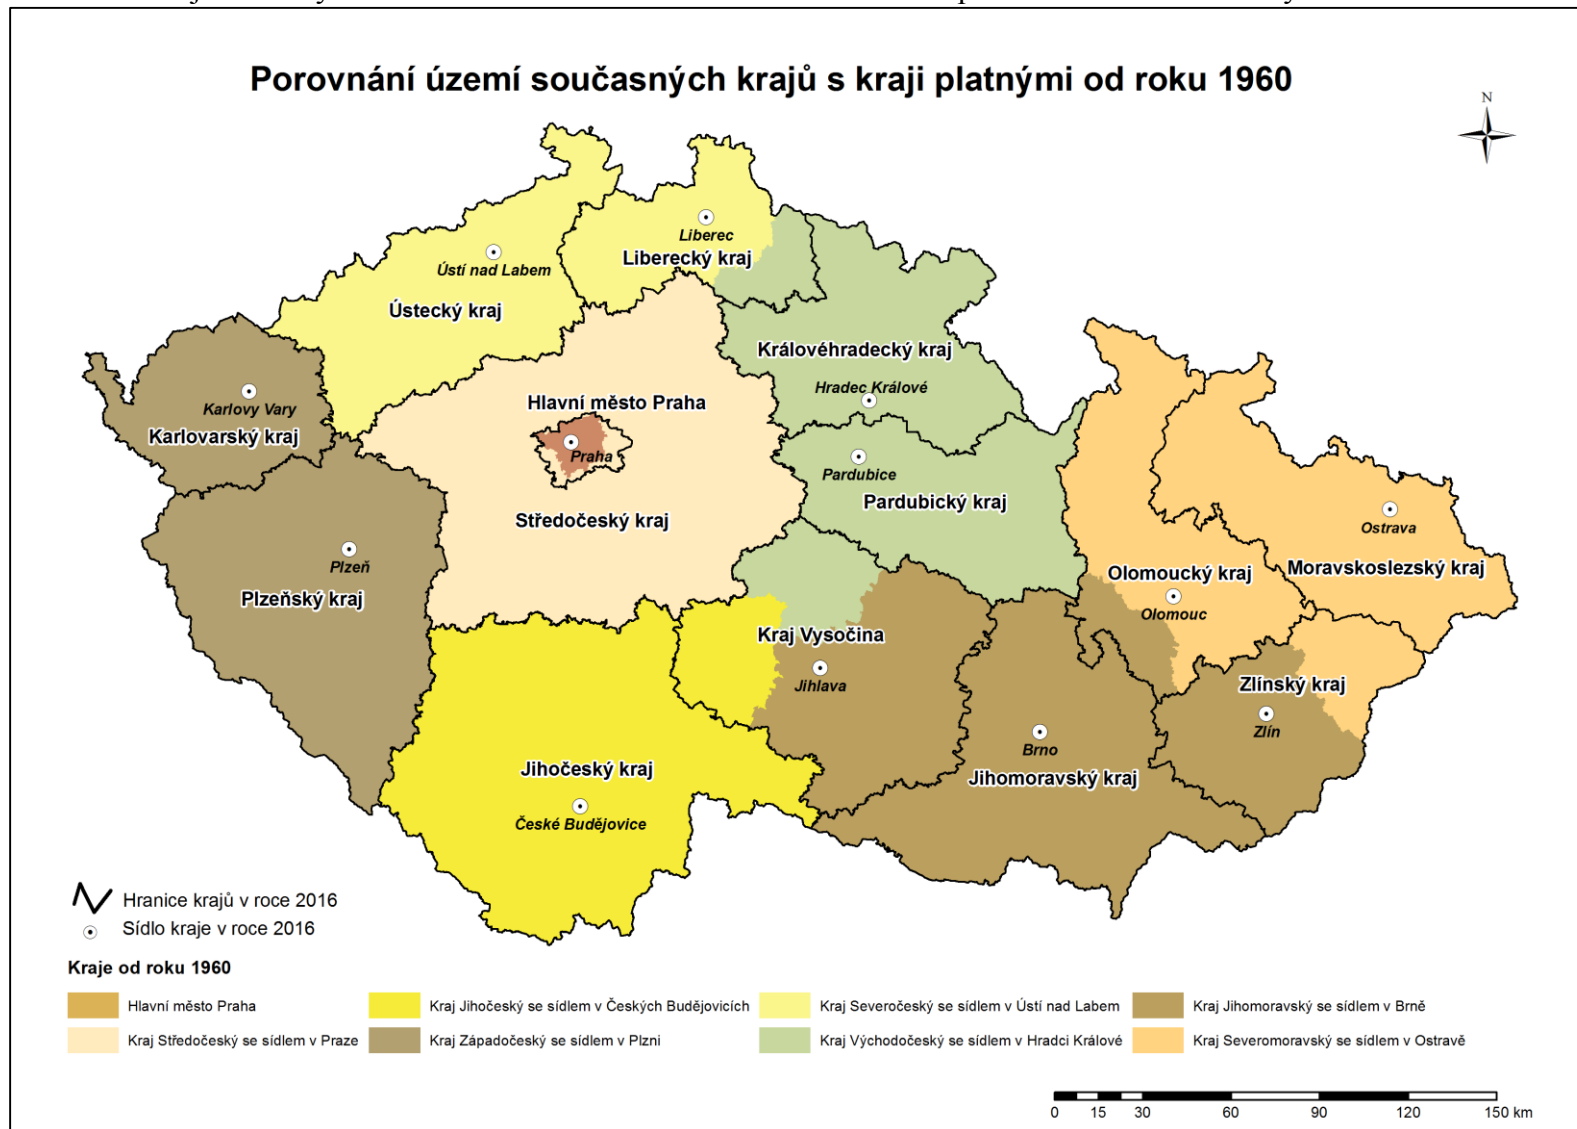 Porovnání území současných krajů s kraji platnými od roku 1960
N
Liberec
Liberecký kraj
Ústí nad Labem
Ústecký kraj
Královéhradecký kraj
Hradec Králové
Karlovy Vary
Karlovarský kraj
Hlavní město Praha
Praha
Pardubice
Pardubický kraj
Středočeský kraj
Ostrava
Moravskoslezský kraj
Plzeň
Plzeňský kraj
Olomoucký kraj
Olomouc
Kraj Vysočina
Jihlava
Zlínský kraj
Zlín
Brno
Jihomoravský kraj
Jihočeský kraj
České Budějovice
Hranice krajů v roce 2016
Sídlo kraje v roce 2016
Kraje od roku 1960
Hlavní město Praha
Kraj Jihočeský se sídlem v Českých Budějovicích
Kraj Severočeský se sídlem v Ústí nad Labem
Kraj Jihomoravský se sídlem v Brně
Kraj Středočeský se sídlem v Praze
Kraj Západočeský se sídlem v Plzni
Kraj Východočeský se sídlem v Hradci Králové
Kraj Severomoravský se sídlem v Ostravě
0 15 30 60 90 120 150 km